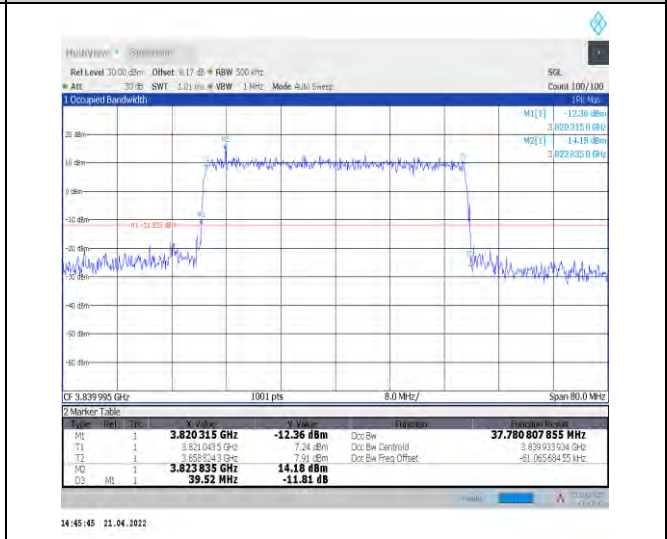 MultiView Spectrum
Ref Level 30.00 dBm Offset 8.17 dB RBW 500 kHz SGL
Att 30 dB SWT 1.01 ms VBW 1 MHz Mode Auto Sweep Count 100/100
1 Occupied Bandwidth 1Pk Max
M1[1] -12.36 dBm
3.820 315 0 GHz
M2[1] 14.18 dBm
3.823 835 0 GHz
20 dBm
M2
10 dBm
0 dBm
M1
-10 dBm
-20 dBm
-30 dBm
-40 dBm
-50 dBm
-60 dBm
CF 3.839995 GHz 1001 pts 8.0 MHz/ Span 80.0 MHz
2 Marker Table
Type Ref Trc X-Value Y-Value Function Function Result
M1 1 3.820 315 GHz -12.36 dBm Occ Bw 37.780 807 855 MHz
T1 1 3.821 043 5 GHz 7.24 dBm Occ Bw Centroid 3.839 933 934 GHz
T2 1 3.858 824 3 GHz 7.91 dBm Occ Bw Freq Offset -61.065 684 55 kHz
M2 1 3.823 835 GHz 14.18 dBm
D3 M1 1 39.52 MHz -11.81 dB
14:45:45 21.04.2022